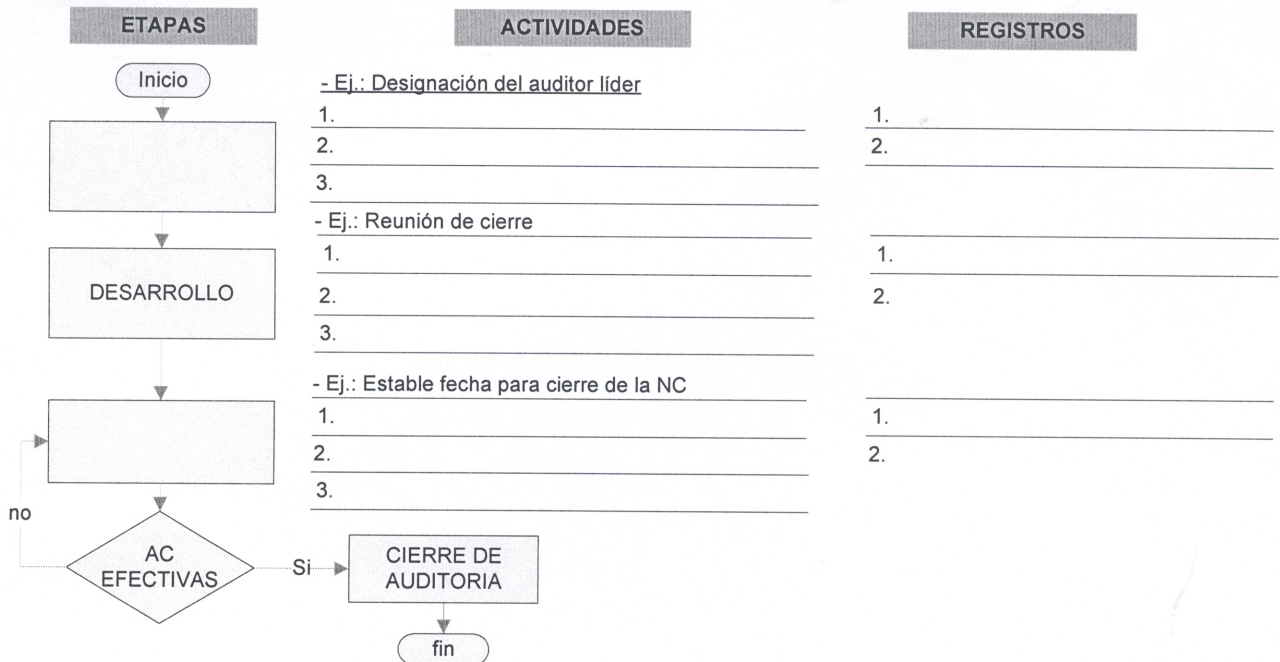 ETAPAS
ACTIVIDADES
REGISTROS
Inicio
- Ej.: Designación del auditor líder
1.
1.
2.
2.
3.
- Ej.: Reunión de cierre
1.
1.
DESARROLLO
2.
2.
3.
- Ej.: Estable fecha para cierre de la NC
1.
1.
2.
2.
3.
no
AC
EFECTIVAS
Si
CIERRE DE
AUDITORIA
fin